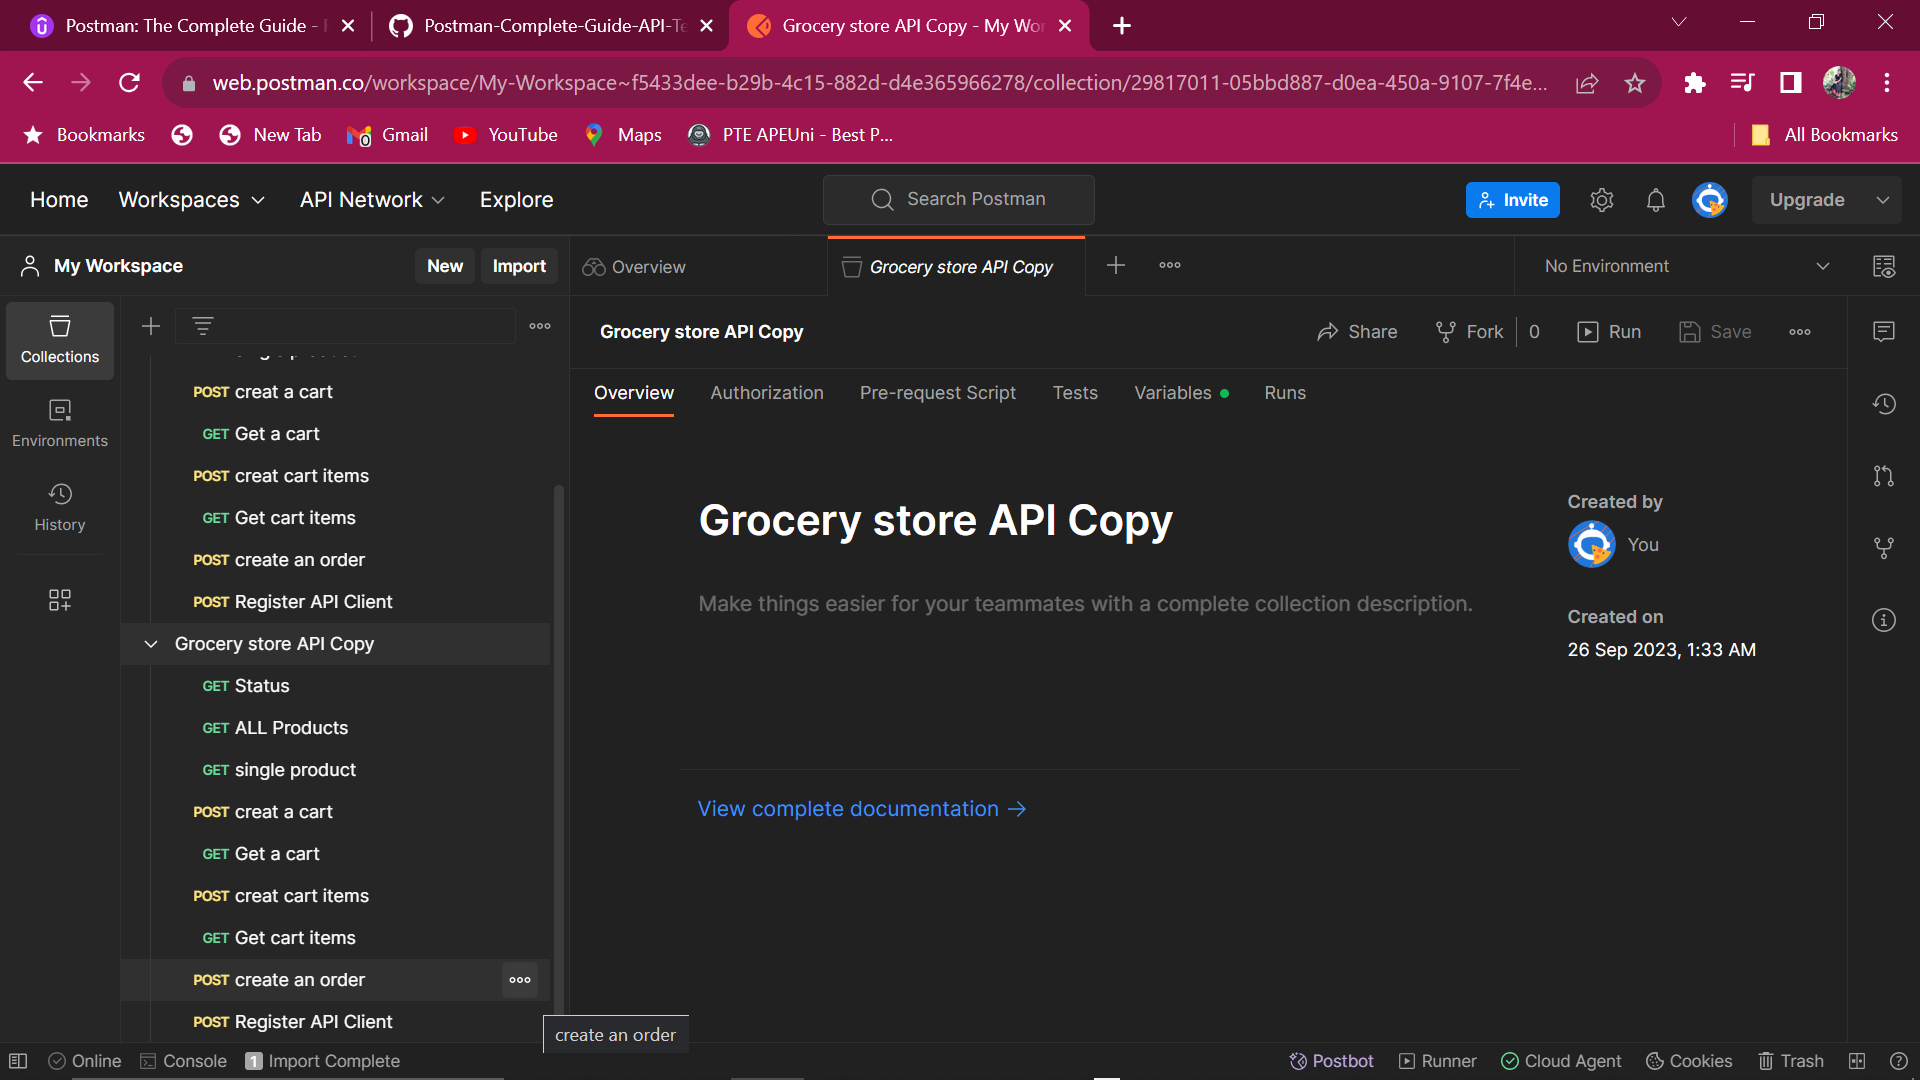 Postman: The Complete Guide -
Postman-Complete-Guide-API-Te
Grocery store API Copy - My Wor
web.postman.co/workspace/My-Workspace~f5433dee-b29b-4c15-882d-d4e365966278/collection/29817011-05bbd887-d0ea-450a-9107-7f4e...
Bookmarks
New Tab
0
Gmail
YouTube
Maps
PTE APEUni - Best P...
All Bookmarks
Home
Workspaces
API Network
Explore
Search Postman
Invite
Upgrade
My Workspace
New
Import
Overview
Grocery store API Copy
No Environment
Collections
Environments
History
POST creat a cart
GET Get a cart
POST creat cart items
GET Get cart items
POST create an order
POST Register API Client
Grocery store API Copy
GET Status
GET ALL Products
GET single product
POST creat a cart
GET Get a cart
POST creat cart items
GET Get cart items
POST create an order
POST Register API Client
create an order
Grocery store API Copy
Share
Fork
0
Run
Save
Overview
Authorization
Pre-request Script
Tests
Variables
Runs
Grocery store API Copy
Make things easier for your teammates with a complete collection description.
View complete documentation →
Created by
You
Created on
26 Sep 2023, 1:33 AM
Online
Console
1 Import Complete
Postbot
Runner
Cloud Agent
Cookies
Trash